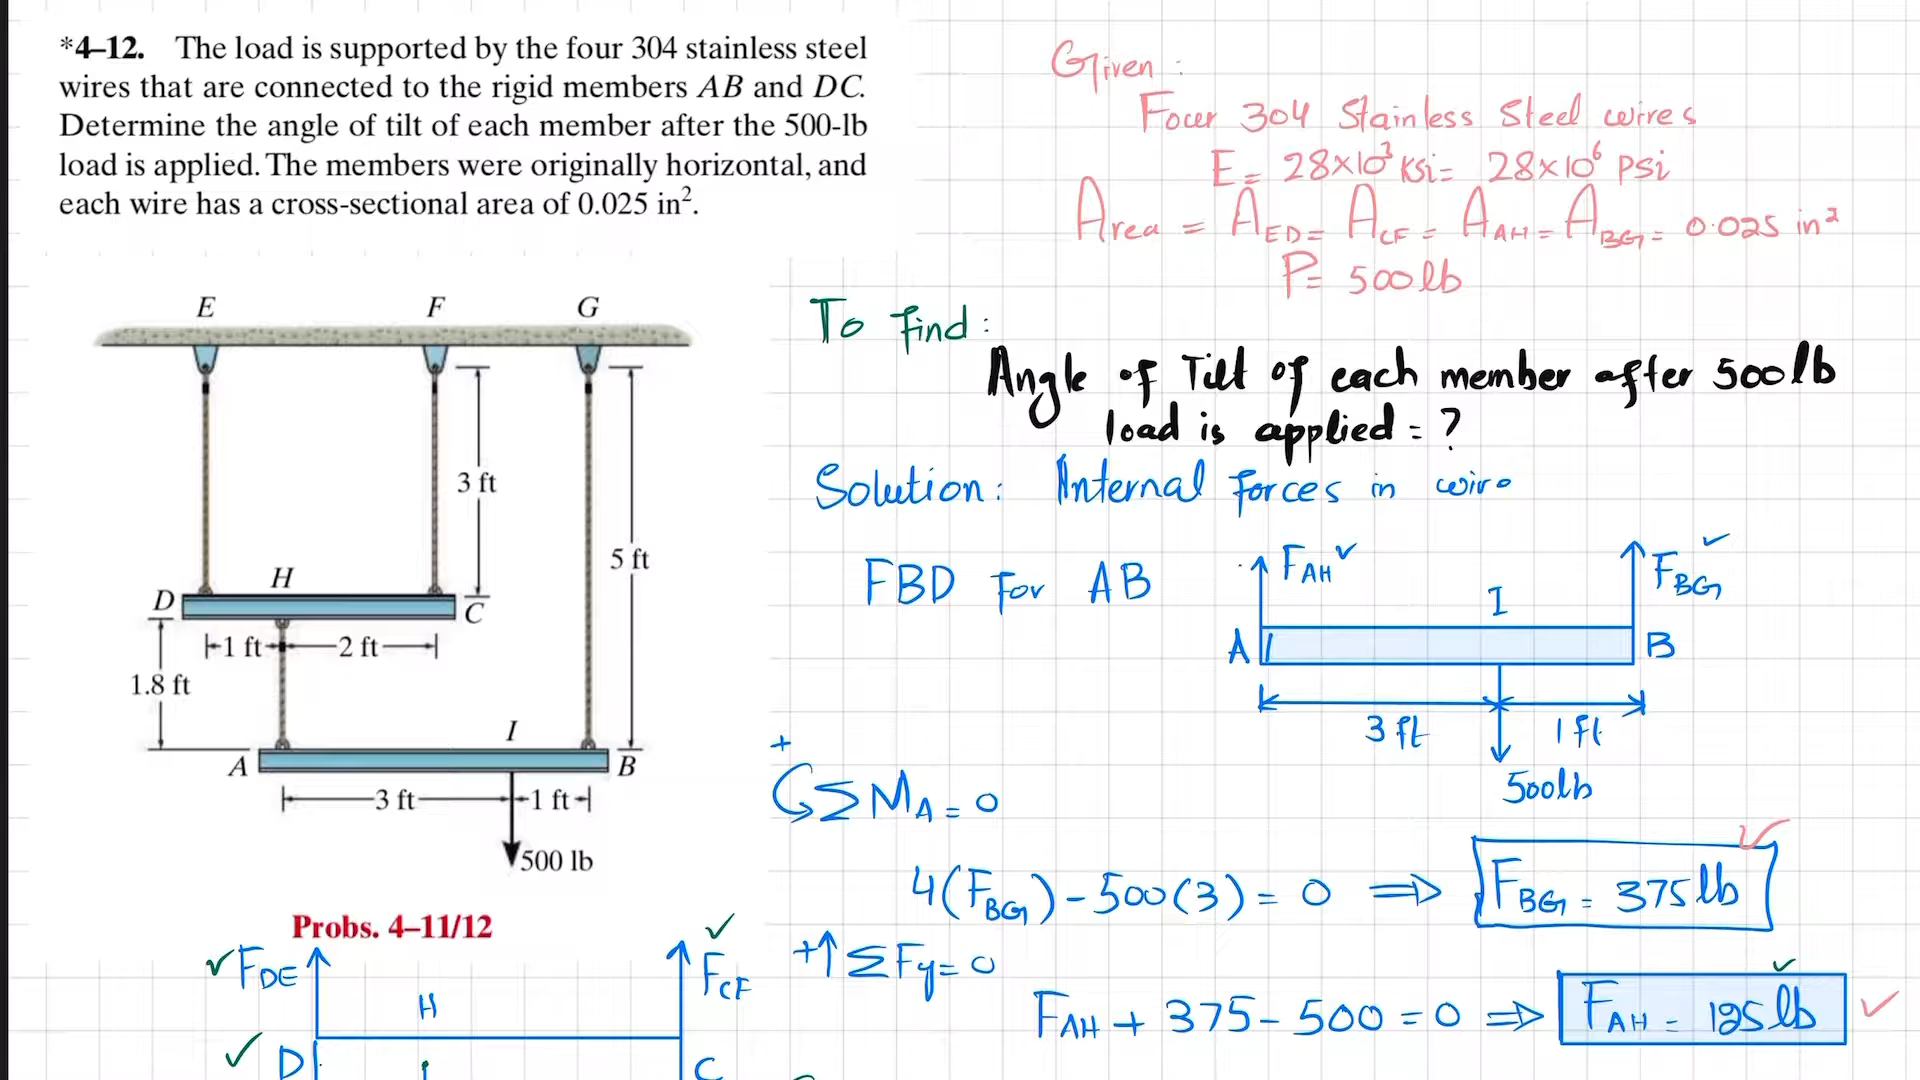 *4–12. The load is supported by the four 304 stainless steel
wires that are connected to the rigid members AB and DC.
Determine the angle of tilt of each member after the 500-lb
load is applied. The members were originally horizontal, and
each wire has a cross-sectional area of 0.025 in².
E
F
G
3 ft
5 ft
H
D
C
1 ft
2 ft
1.8 ft
I
A
B
3 ft
1 ft
500 lb
Probs. 4–11/12
✓F_DE
✓
F_CF
H
✓ D
C
Given :
Four 304 Stainless Steel wires
E = 28×10³ Ksi = 28×10⁶ Psi
Area = A_ED = A_CF = A_AH = A_BG = 0.025 in²
P = 500 lb
To find :
Angle of Tilt of each member after 500 lb
load is applied = ?
Solution : Internal Forces in wire
FBD For AB
F_AH ✓
✓
F_BG
I
A
B
3 ft
1 ft
500 lb
+
ΣM_A = 0
4(F_BG) - 500(3) = 0 ⇒ F_BG = 375 lb ✓
+↑ ΣFy = 0
F_AH + 375 - 500 = 0 ⇒ F_AH = 125 lb ✓